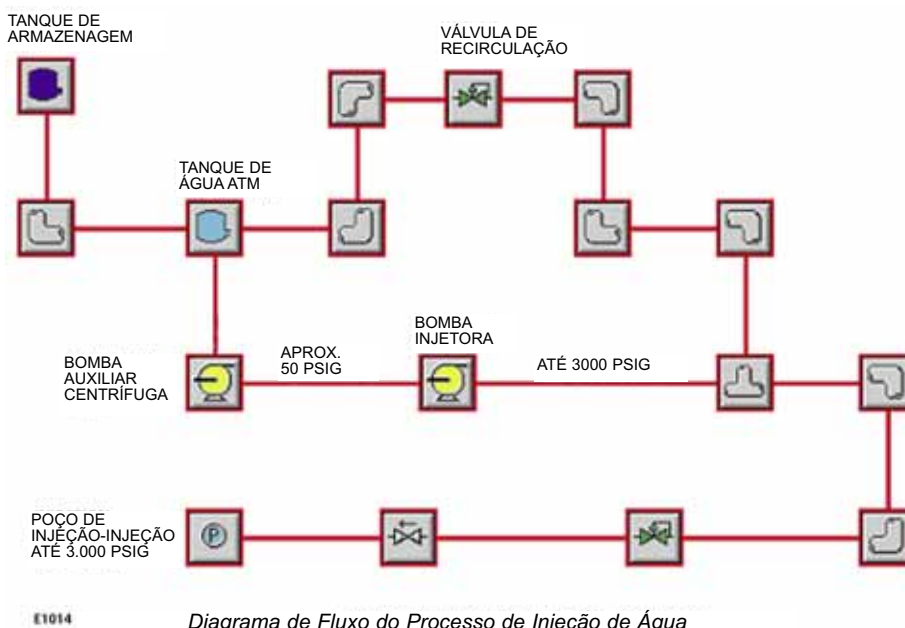 TANQUE DE
ARMAZENAGEM
VÁLVULA DE
RECIRCULAÇÃO
TANQUE DE
ÁGUA ATM
BOMBA
AUXILIAR
CENTRÍFUGA
APROX.
50 PSIG
BOMBA
INJETORA
ATÉ 3000 PSIG
POÇO DE
INJEÇÃO-INJEÇÃO
ATÉ 3.000 PSIG
P
E1014
Diagrama de Fluxo do Processo de Injeção de Água